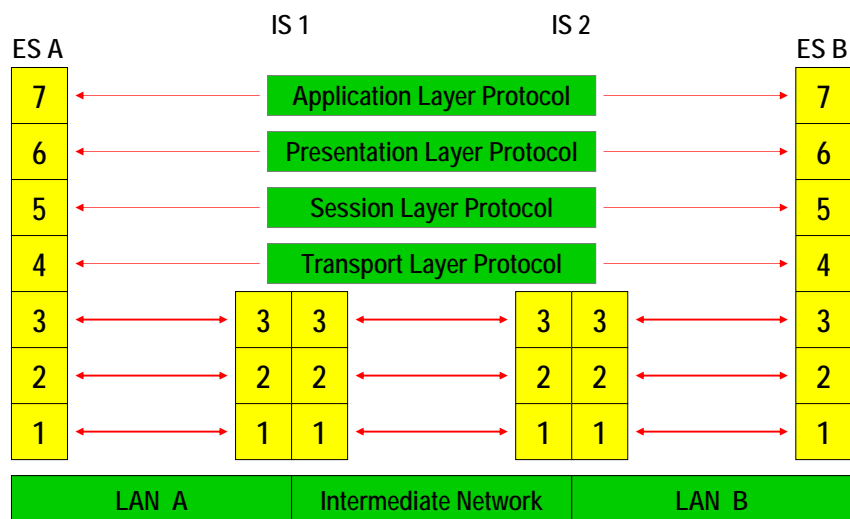 IS 1 IS 2
ES A ES B
7 Application Layer Protocol 7
6 Presentation Layer Protocol 6
5 Session Layer Protocol 5
4 Transport Layer Protocol 4
3 3 3 3 3 3
2 2 2 2 2 2
1 1 1 1 1 1
LAN A Intermediate Network LAN B